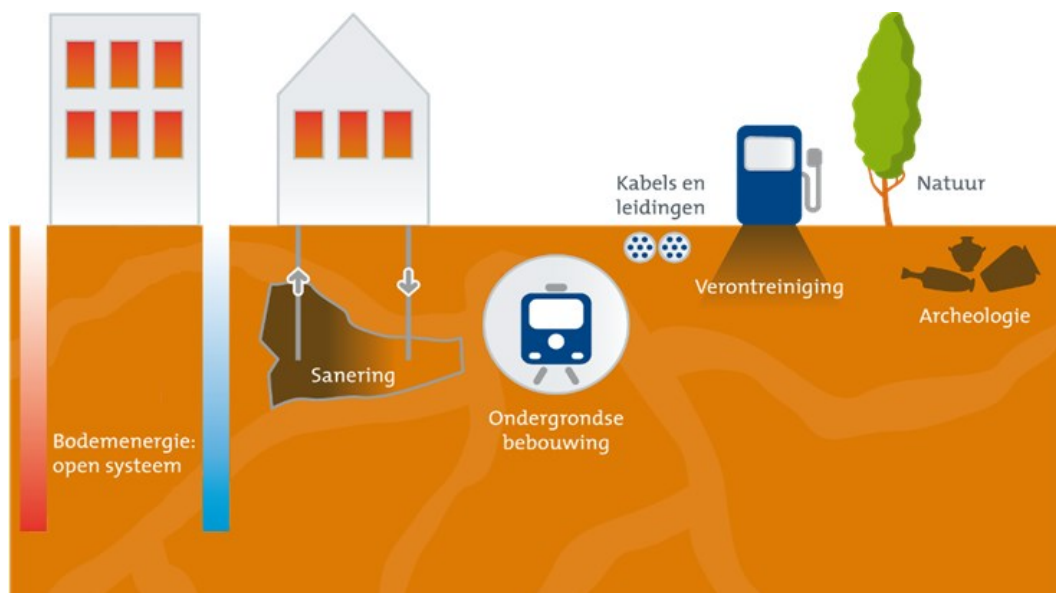 Kabels en
leidingen
Natuur
Verontreiniging
Archeologie
Sanering
Ondergrondse
bebouwing
Bodemenergie:
open systeem